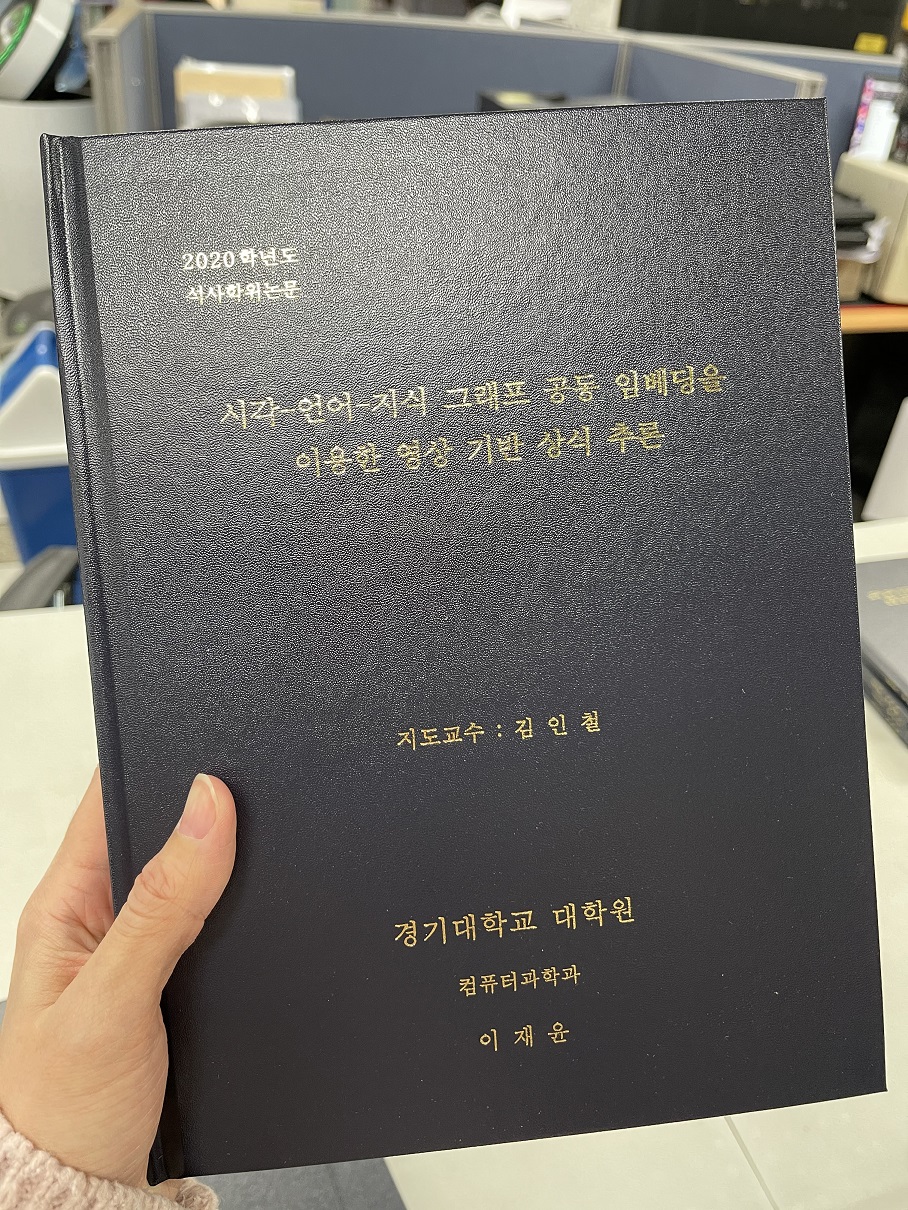 2020학년도
석사학위논문
시각-언어-지식 그래프 공동 임베딩을
이용한 영상 기반 상식 추론
지도교수 : 김 인 철
경기대학교 대학원
컴퓨터과학과
이 재 윤